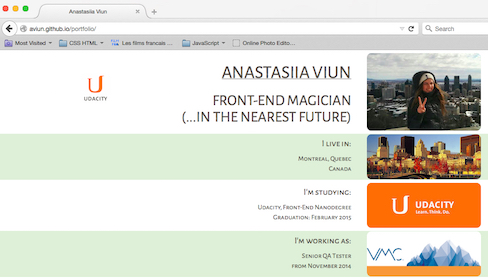 Anastasiia Viun
aviun.github.io/portfolio/
Search
Most Visited
CSS HTML
Les films francais ...
JavaScript
Online Photo Edito...
ANASTASIIA VIUN
UDACITY
FRONT-END MAGICIAN
(...IN THE NEAREST FUTURE)
I LIVE IN:
MONTREAL, QUEBEC
CANADA
I'M STUDYING:
UDACITY, FRONT-END NANODEGREE
GRADUATION: FEBRUARY 2015
UDACITY
Learn. Think. Do.
I'M WORKING AS:
SENIOR QA TESTER
FROM NOVEMBER 2014
VMC